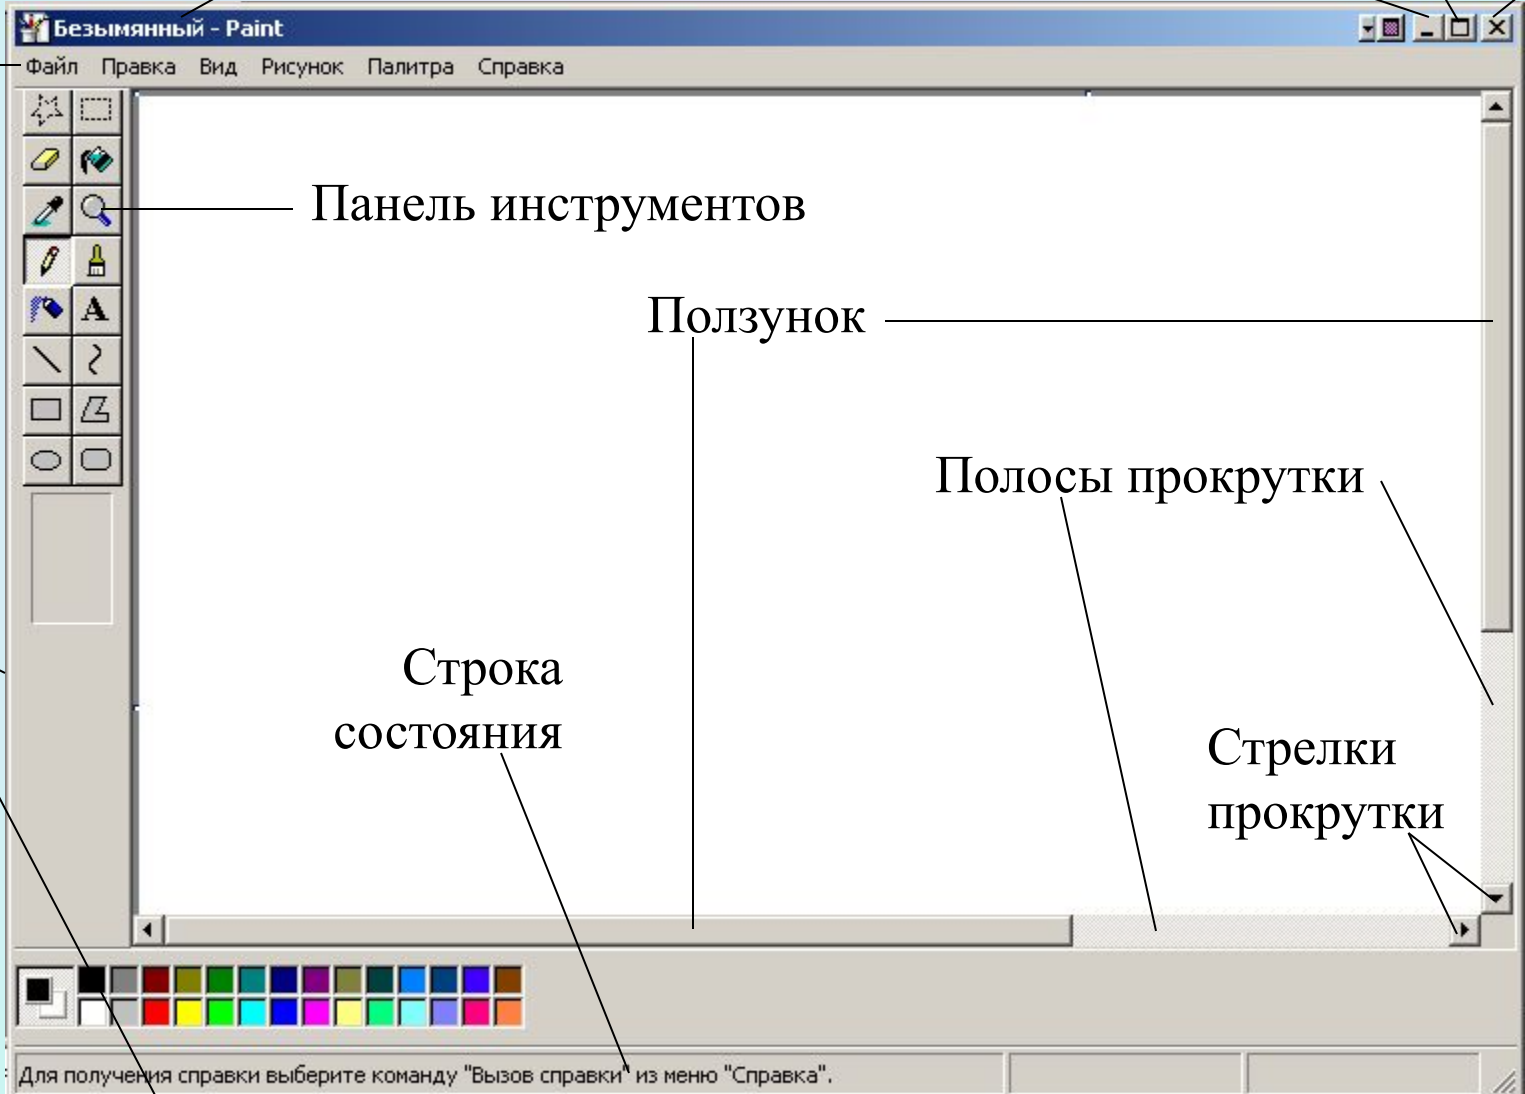 Безымянный - Paint
Файл Правка Вид Рисунок Палитра Справка
A
Панель инструментов
Ползунок
Полосы прокрутки
Строка
состояния
Стрелки
прокрутки
Для получения справки выберите команду "Вызов справки" из меню "Справка".